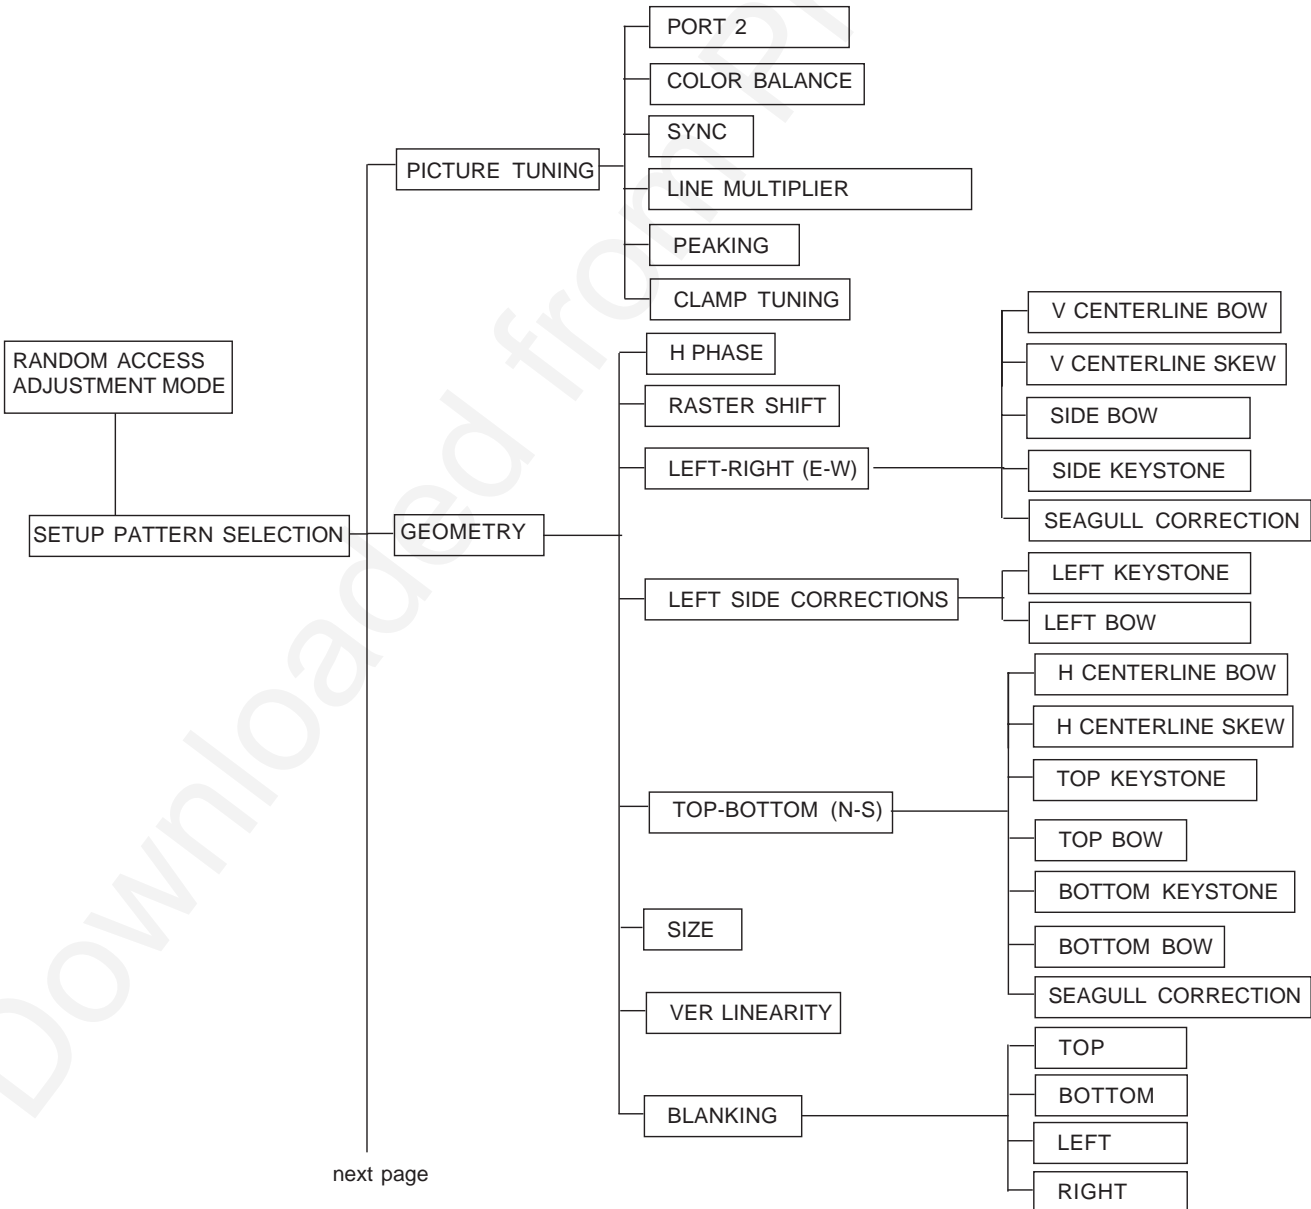 PORT 2
COLOR BALANCE
SYNC
PICTURE TUNING
LINE MULTIPLIER
PEAKING
CLAMP TUNING
V CENTERLINE BOW
RANDOM ACCESS
ADJUSTMENT MODE
H PHASE
V CENTERLINE SKEW
RASTER SHIFT
SIDE BOW
LEFT-RIGHT (E-W)
SIDE KEYSTONE
SETUP PATTERN SELECTION
GEOMETRY
SEAGULL CORRECTION
LEFT KEYSTONE
LEFT SIDE CORRECTIONS
LEFT BOW
H CENTERLINE BOW
H CENTERLINE SKEW
TOP KEYSTONE
TOP-BOTTOM (N-S)
TOP BOW
BOTTOM KEYSTONE
SIZE
BOTTOM BOW
SEAGULL CORRECTION
VER LINEARITY
TOP
BOTTOM
BLANKING
LEFT
RIGHT
next page
Downloaded from